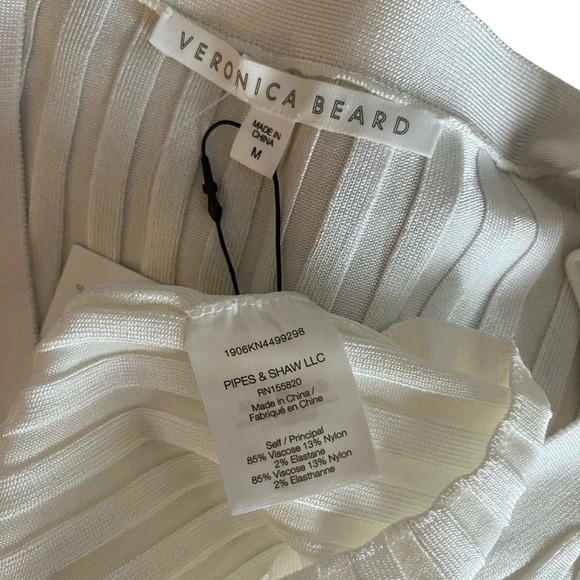 VERONICA BEARD
MADE IN
CHINA
M
1906KN4499298
PIPES & SHAW LLC
RN155820
Made in China /
Fabriqué en Chine
Self / Principal
85% Viscose 13% Nylon
2% Elastane
85% Viscose 13% Nylon
2% Elasthanne